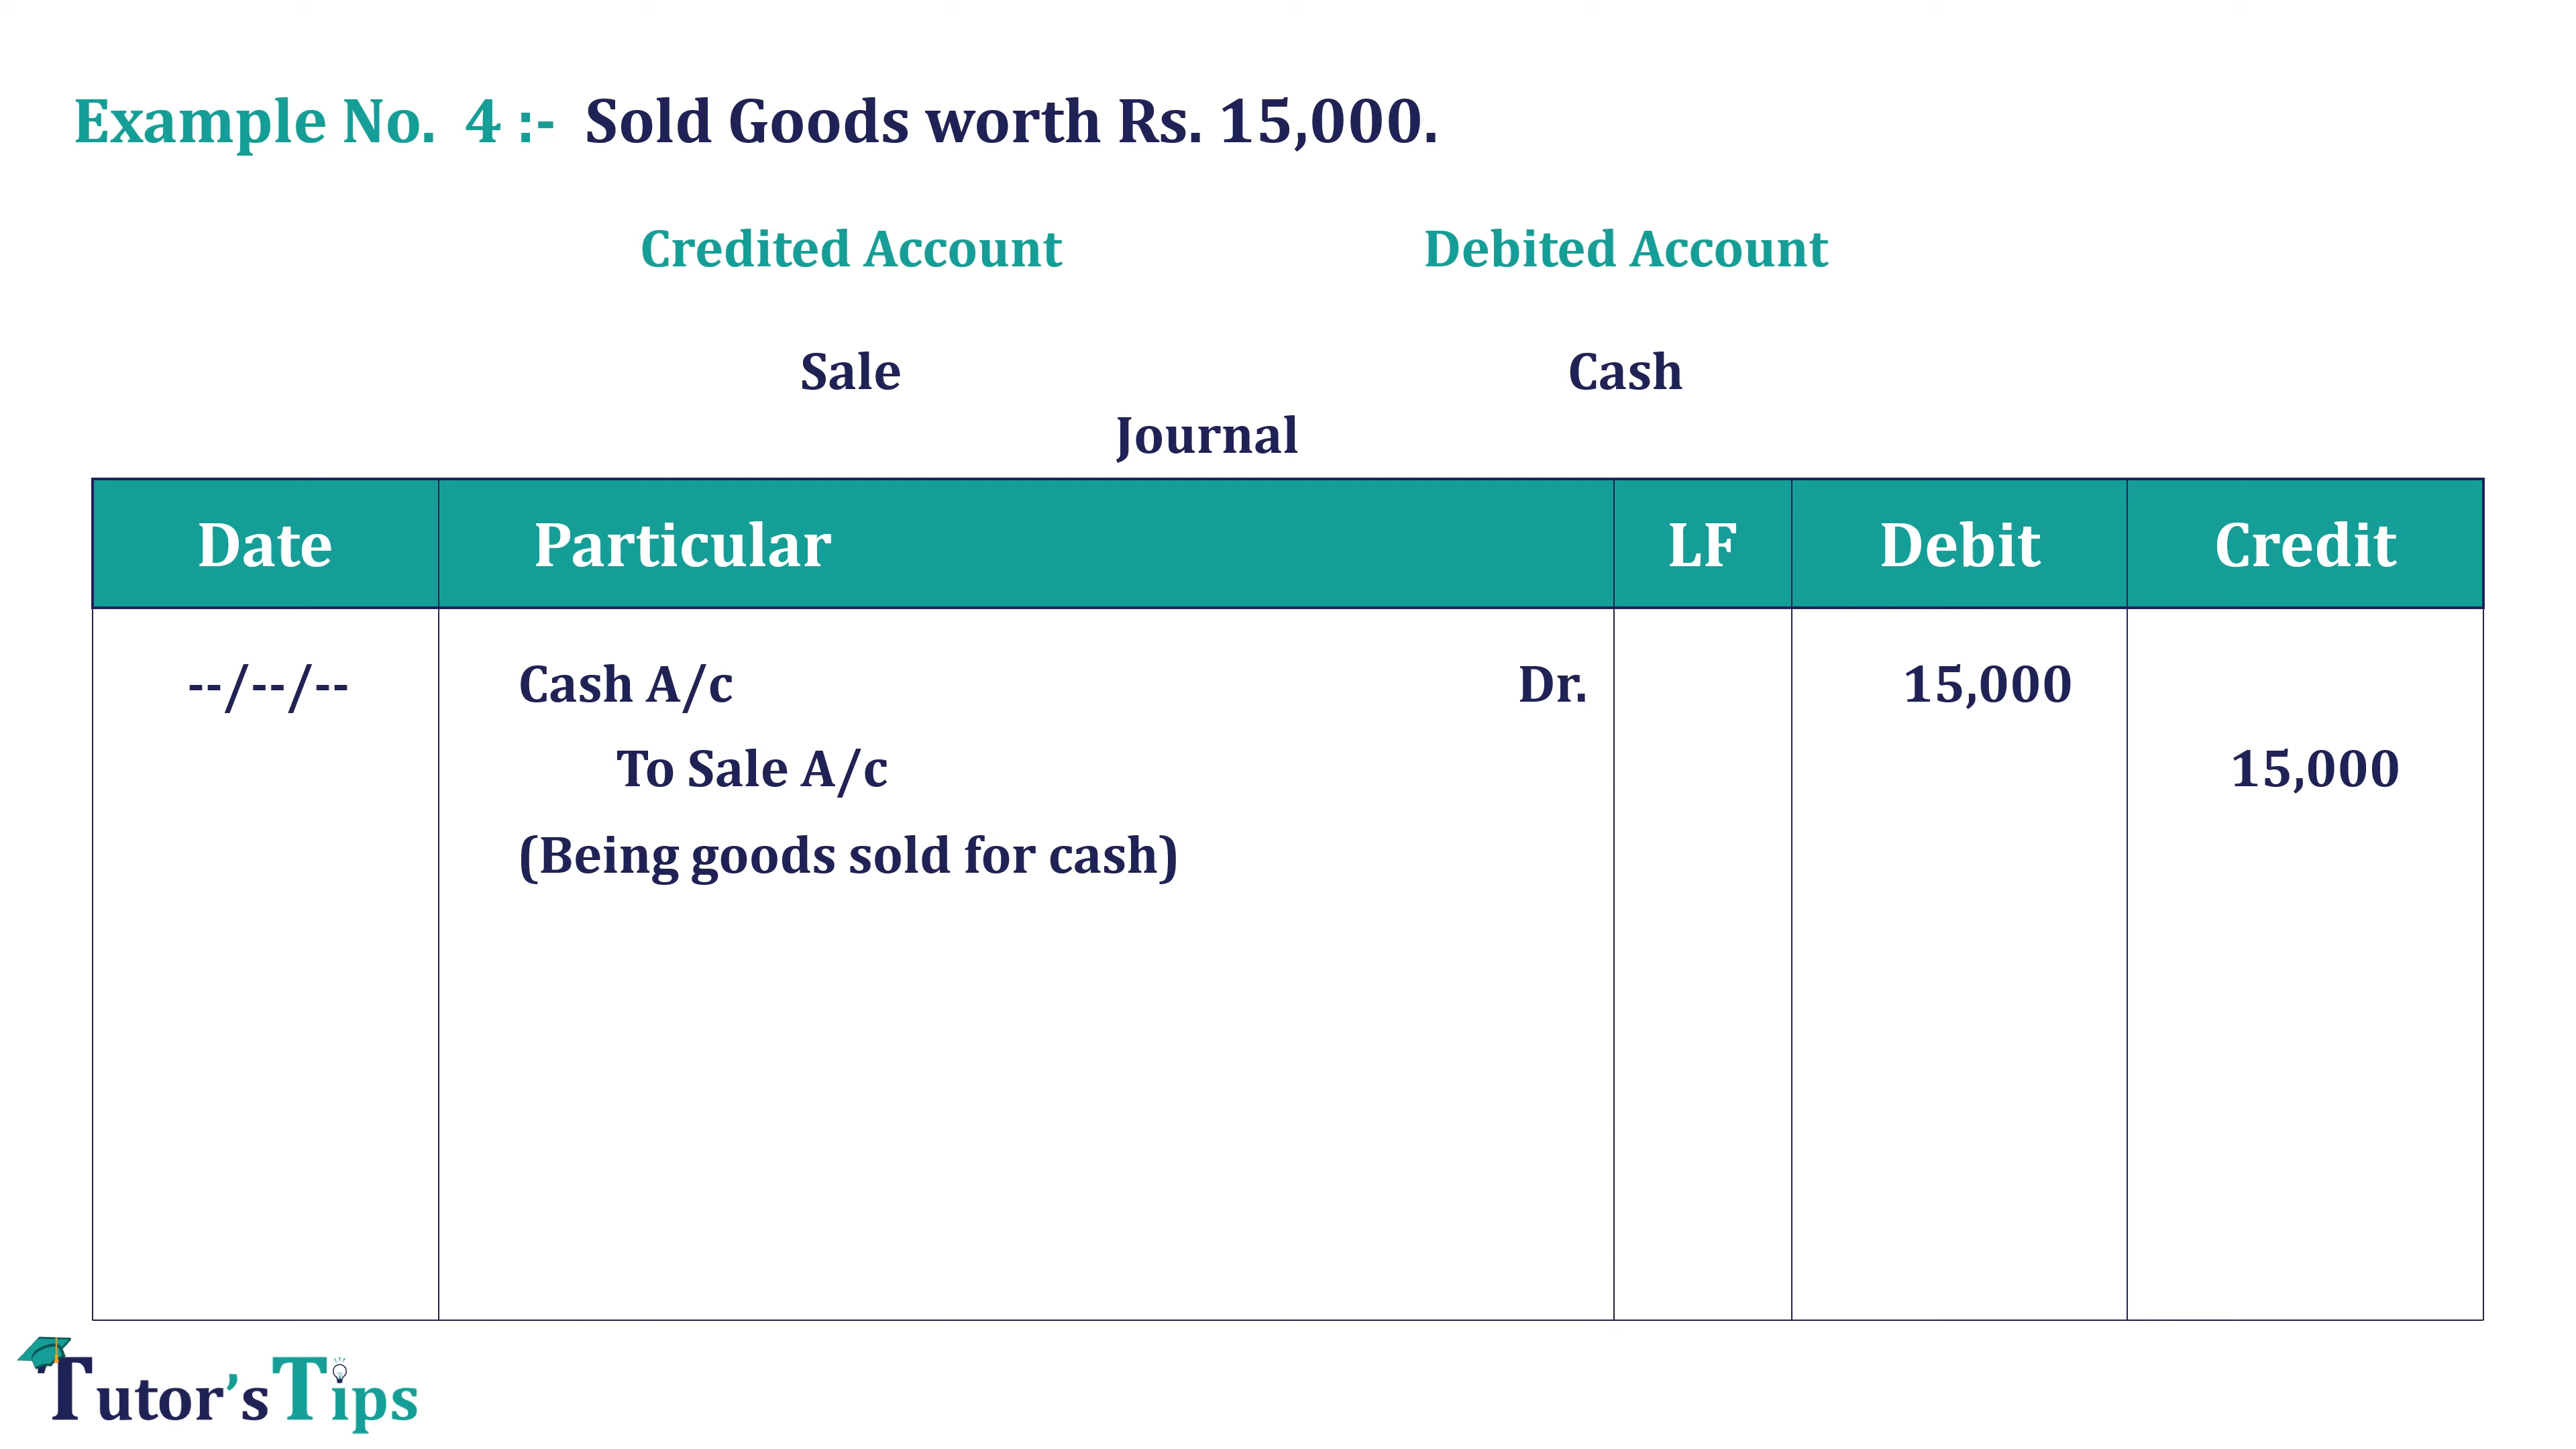 Example No. 4 :- Sold Goods worth Rs. 15,000.
Credited Account Debited Account
Sale Cash
Journal
Date Particular LF Debit Credit
--/--/-- Cash A/c Dr. 15,000
To Sale A/c 15,000
(Being goods sold for cash)
Tutor's Tips